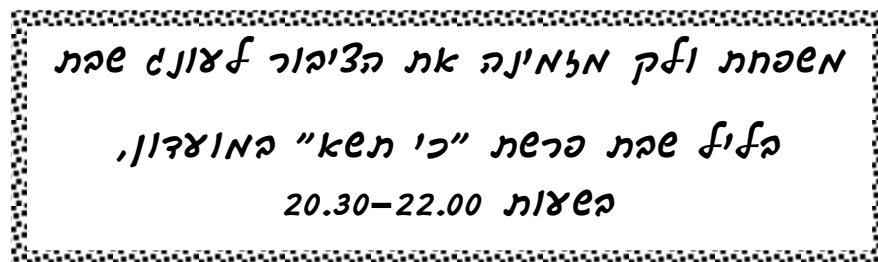 משפחת ולק מזמינה את הציבור לעונג שבת
בליל שבת פרשת "כי תשא" במועדון,
בשעות 20.30-22.00